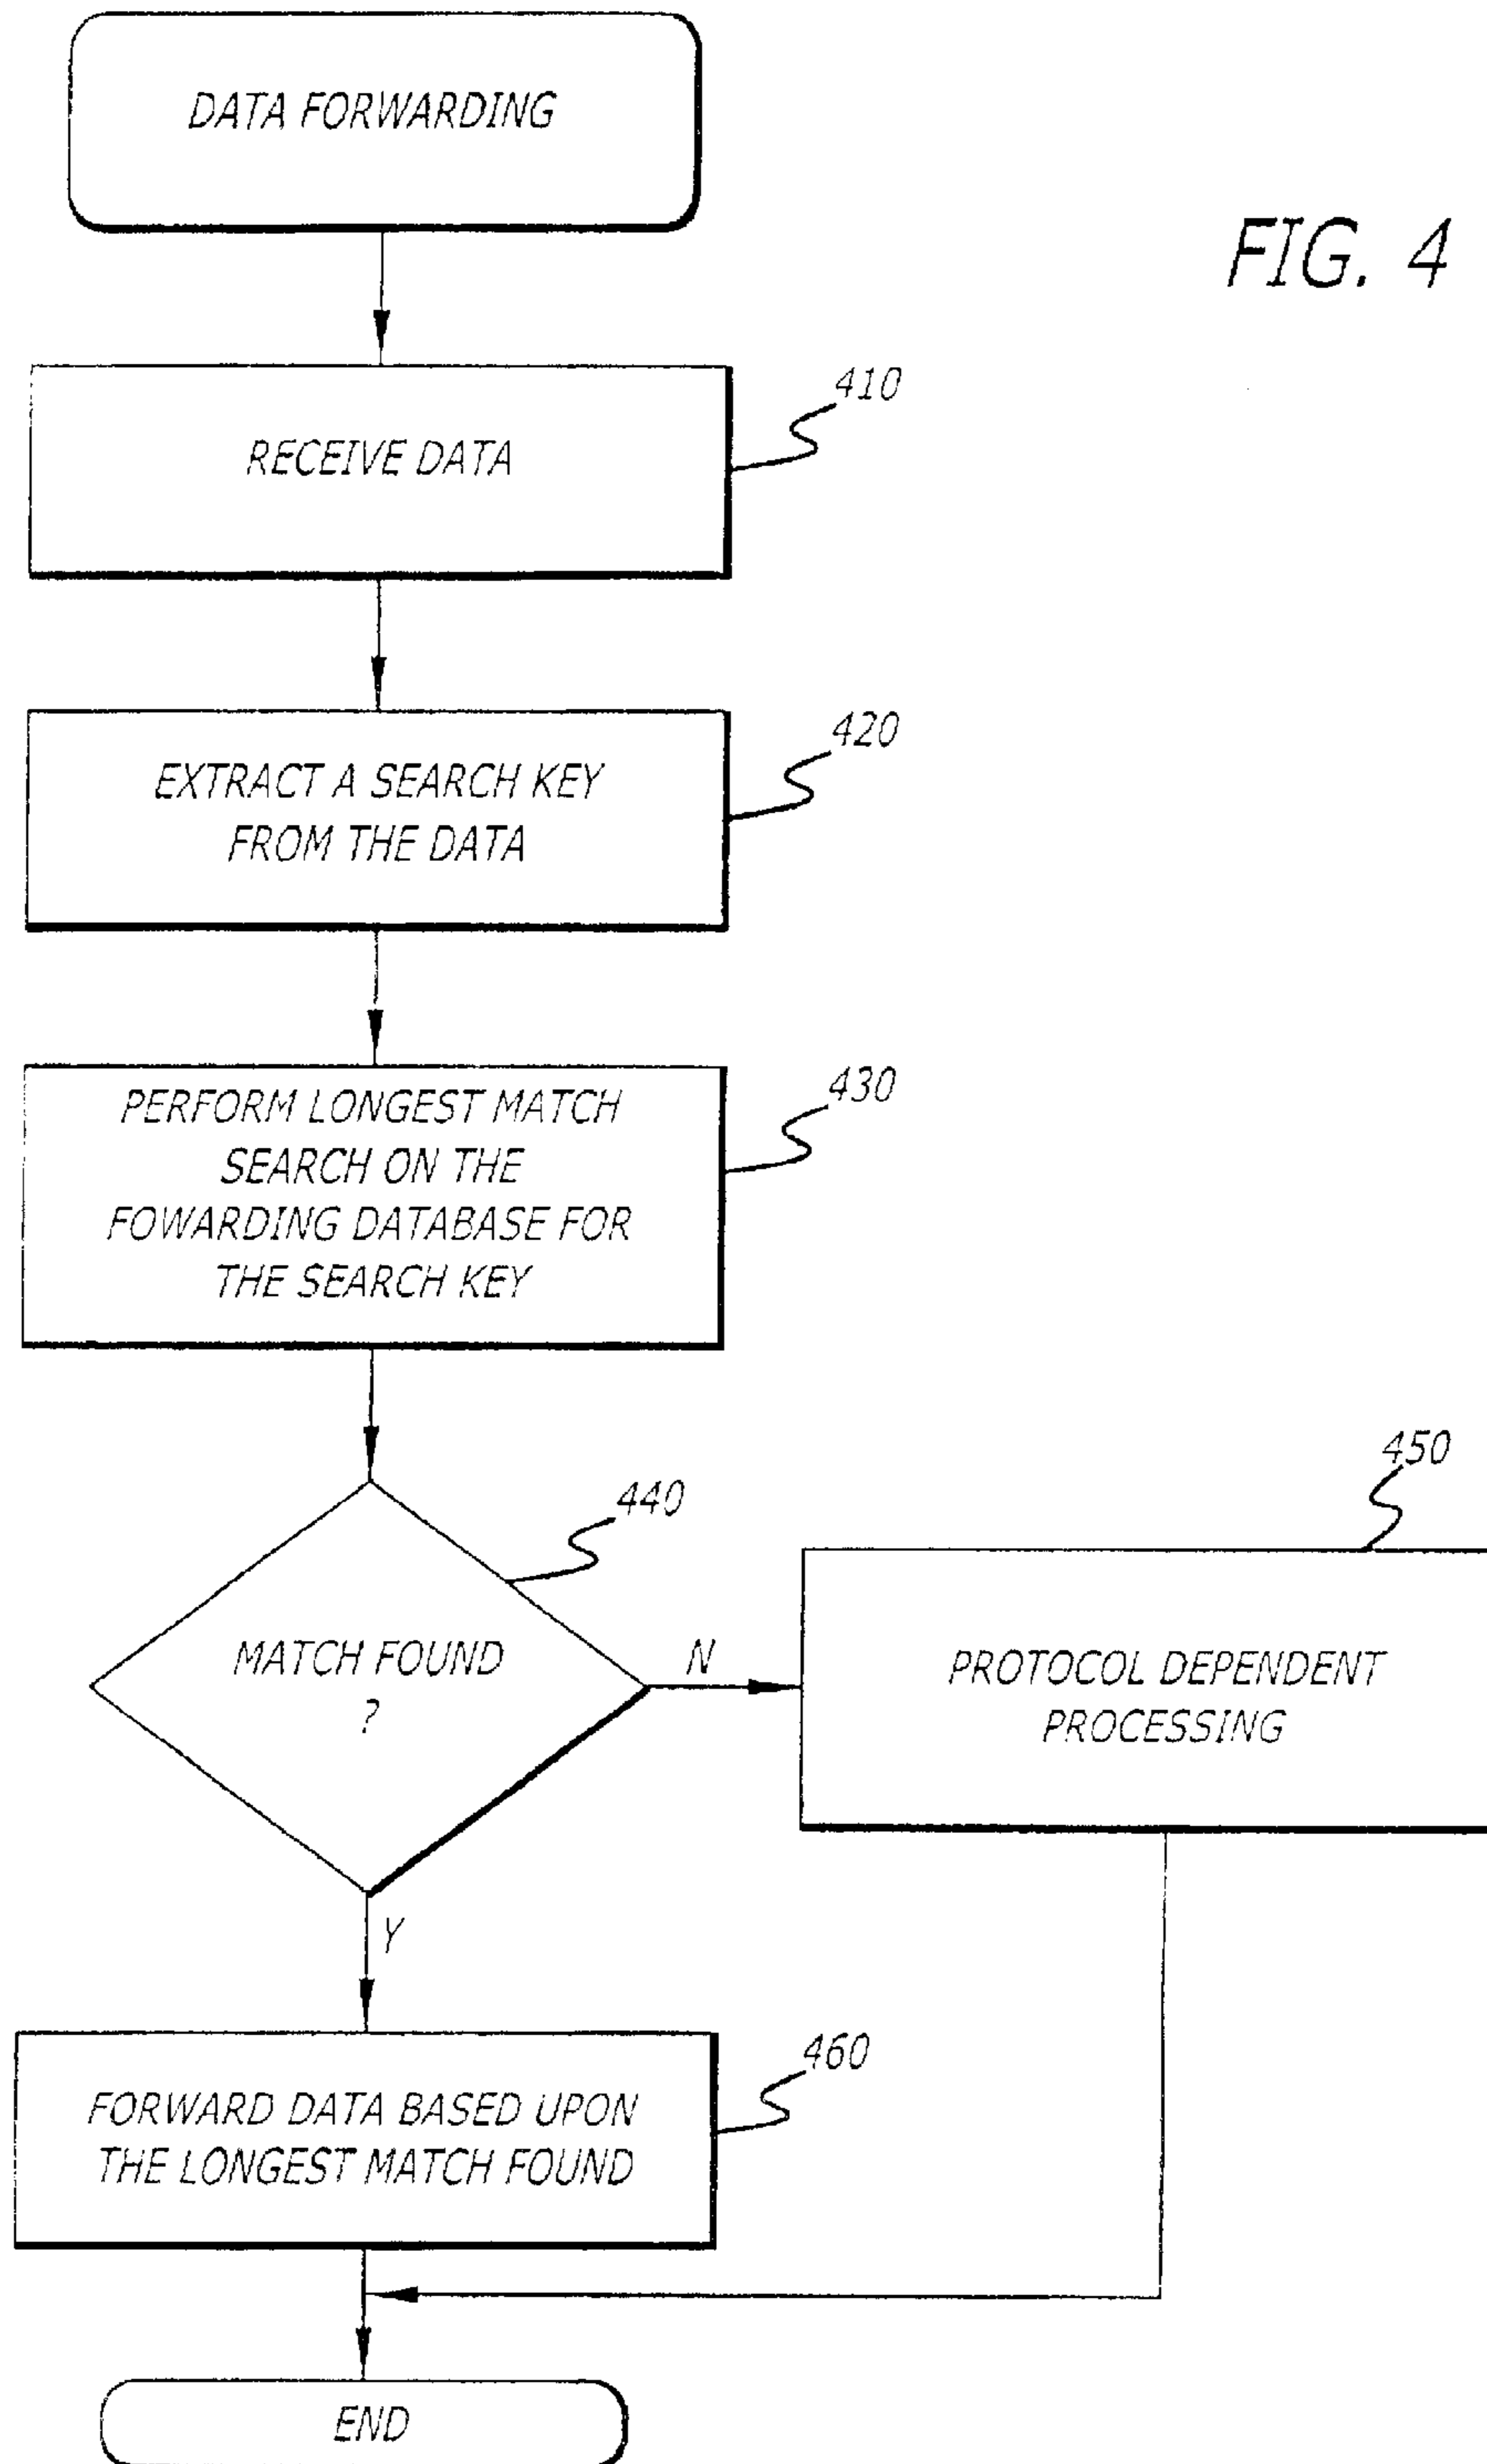 DATA FORWARDING
FIG. 4
410
RECEIVE DATA
420
EXTRACT A SEARCH KEY
FROM THE DATA
430
PERFORM LONGEST MATCH
SEARCH ON THE
FOWARDING DATABASE FOR
THE SEARCH KEY
440
450
MATCH FOUND
?
N
PROTOCOL DEPENDENT
PROCESSING
Y
460
FORWARD DATA BASED UPON
THE LONGEST MATCH FOUND
END